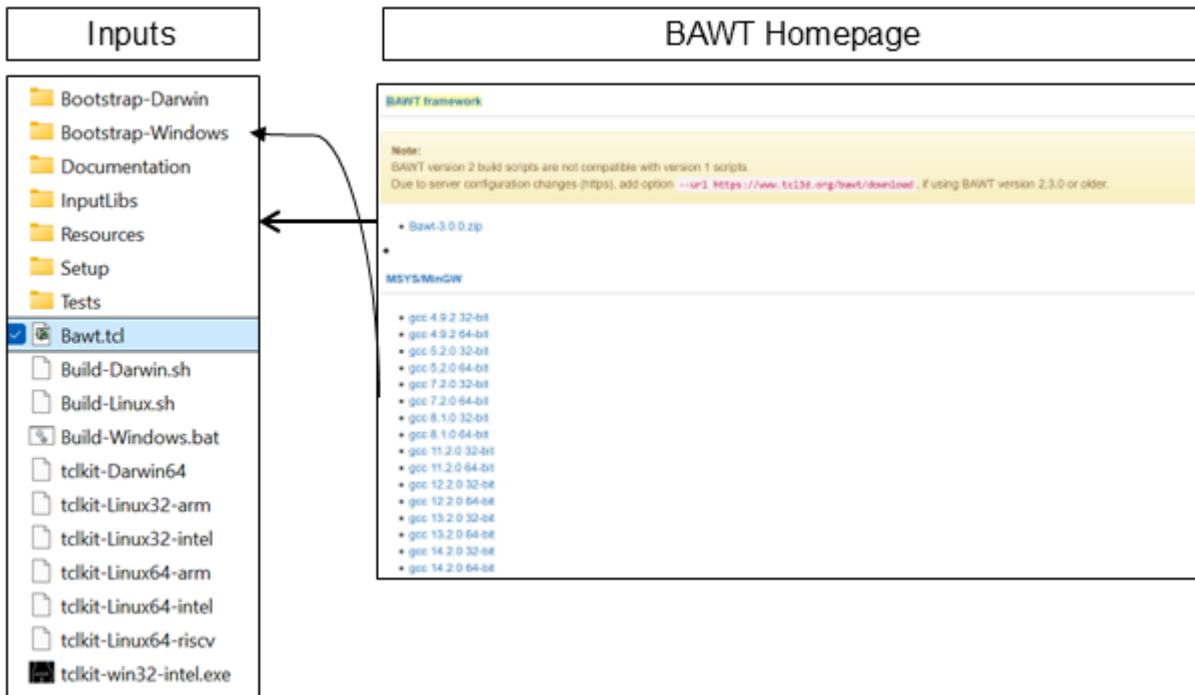 Inputs
BAWT Homepage
Bootstrap-Darwin
Bootstrap-Windows
Documentation
InputLibs
Resources
Setup
Tests
Bawt.tcl
Build-Darwin.sh
Build-Linux.sh
Build-Windows.bat
tclkit-Darwin64
tclkit-Linux32-arm
tclkit-Linux32-intel
tclkit-Linux64-arm
tclkit-Linux64-intel
tclkit-Linux64-riscv
tclkit-win32-intel.exe
BAWT framework
Note:
BAWT version 2 build scripts are not compatible with version 1 scripts.
Due to server configuration changes (https), add option --url https://www.tcl3d.org/bawt/download, if using BAWT version 2.3.0 or older.
Bawt-3.0.0.zip
MSYS/MinGW
gcc 4.9.2 32-bit
gcc 4.9.2 64-bit
gcc 5.2.0 32-bit
gcc 5.2.0 64-bit
gcc 7.2.0 32-bit
gcc 7.2.0 64-bit
gcc 8.1.0 32-bit
gcc 8.1.0 64-bit
gcc 11.2.0 32-bit
gcc 11.2.0 64-bit
gcc 12.2.0 32-bit
gcc 12.2.0 64-bit
gcc 13.2.0 32-bit
gcc 13.2.0 64-bit
gcc 14.2.0 32-bit
gcc 14.2.0 64-bit